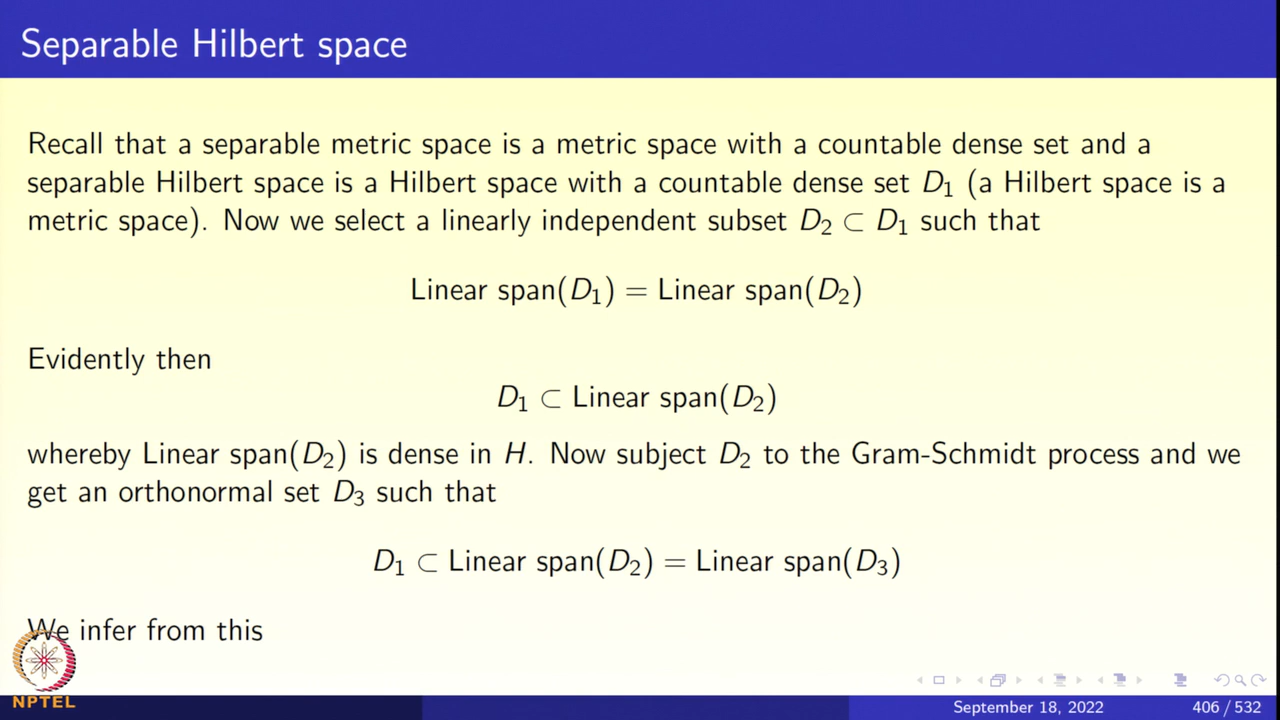 Separable Hilbert space
Recall that a separable metric space is a metric space with a countable dense set and a
separable Hilbert space is a Hilbert space with a countable dense set D₁ (a Hilbert space is a
metric space). Now we select a linearly independent subset D₂ ⊂ D₁ such that
Linear span(D₁) = Linear span(D₂)
Evidently then
D₁ ⊂ Linear span(D₂)
whereby Linear span(D₂) is dense in H. Now subject D₂ to the Gram-Schmidt process and we
get an orthonormal set D₃ such that
D₁ ⊂ Linear span(D₂) = Linear span(D₃)
We infer from this
NPTEL
September 18, 2022 406 / 532